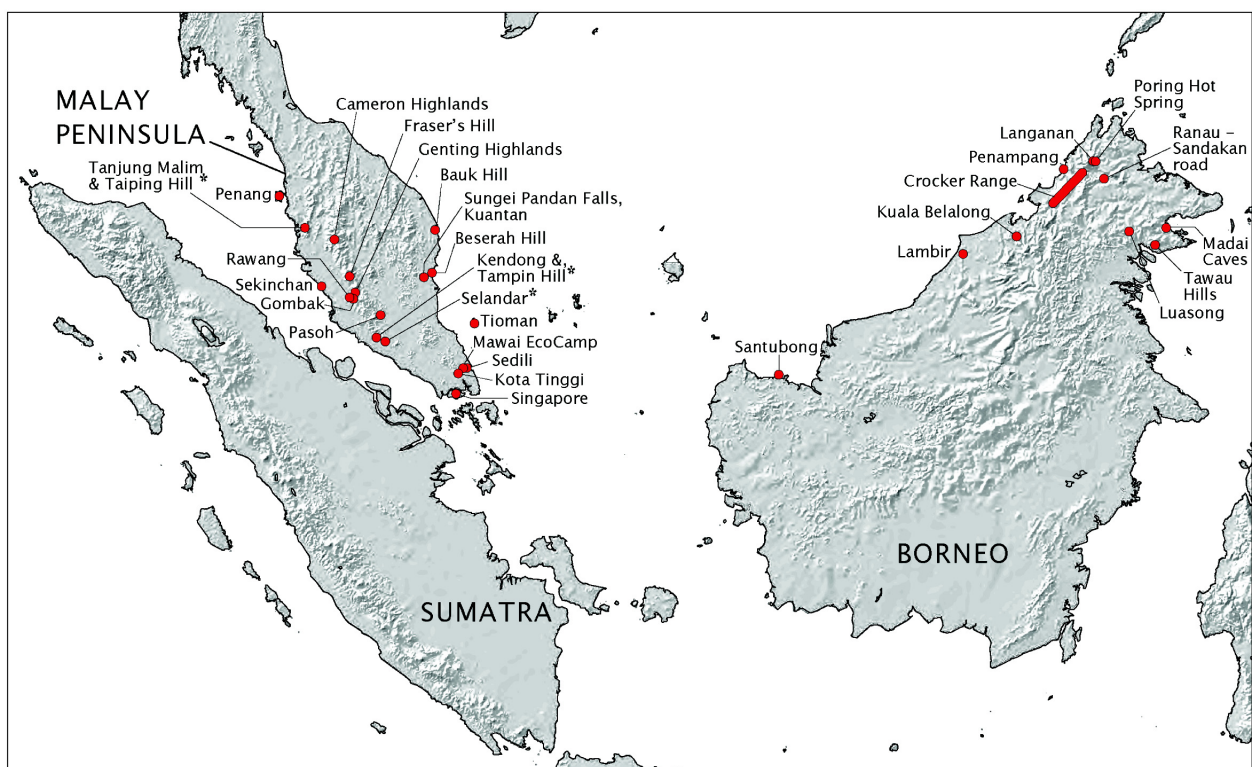 MALAY
PENINSULA
Cameron Highlands
Fraser's Hill
Genting Highlands
Tanjung Malim
& Taiping Hill*
Penang
Bauk Hill
Sungei Pandan Falls,
Kuantan
Beserah Hill
Rawang
Kendong &,
Tampin Hill*
Sekinchan
Gombak
Selandar*
Pasoh
Tioman
Mawai EcoCamp
Sedili
Kota Tinggi
Singapore
SUMATRA
Poring Hot
Spring
Langanan
Ranau –
Sandakan
road
Penampang
Crocker Range
Kuala Belalong
Lambir
Madai
Caves
Tawau
Hills
Luasong
Santubong
BORNEO